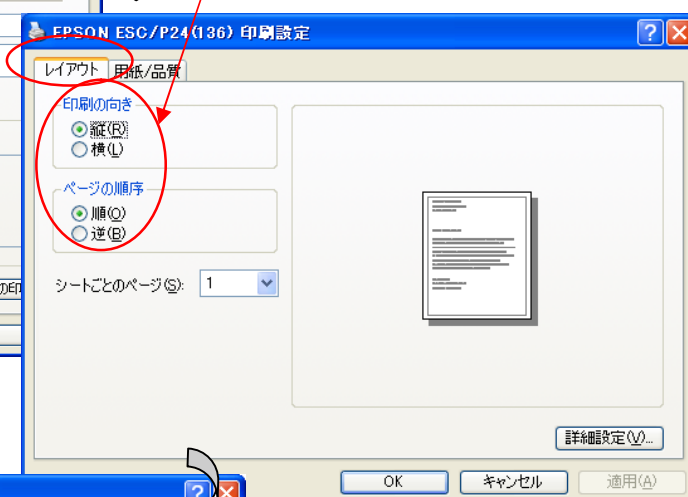 EPSON ESC/P24(136) 印刷設定
レイアウト
用紙/品質
印刷の向き
縦(R)
横(L)
ページの順序
順(O)
逆(B)
シートごとのページ(S): 1
の印
詳細設定(V)...
OK
キャンセル
適用(A)